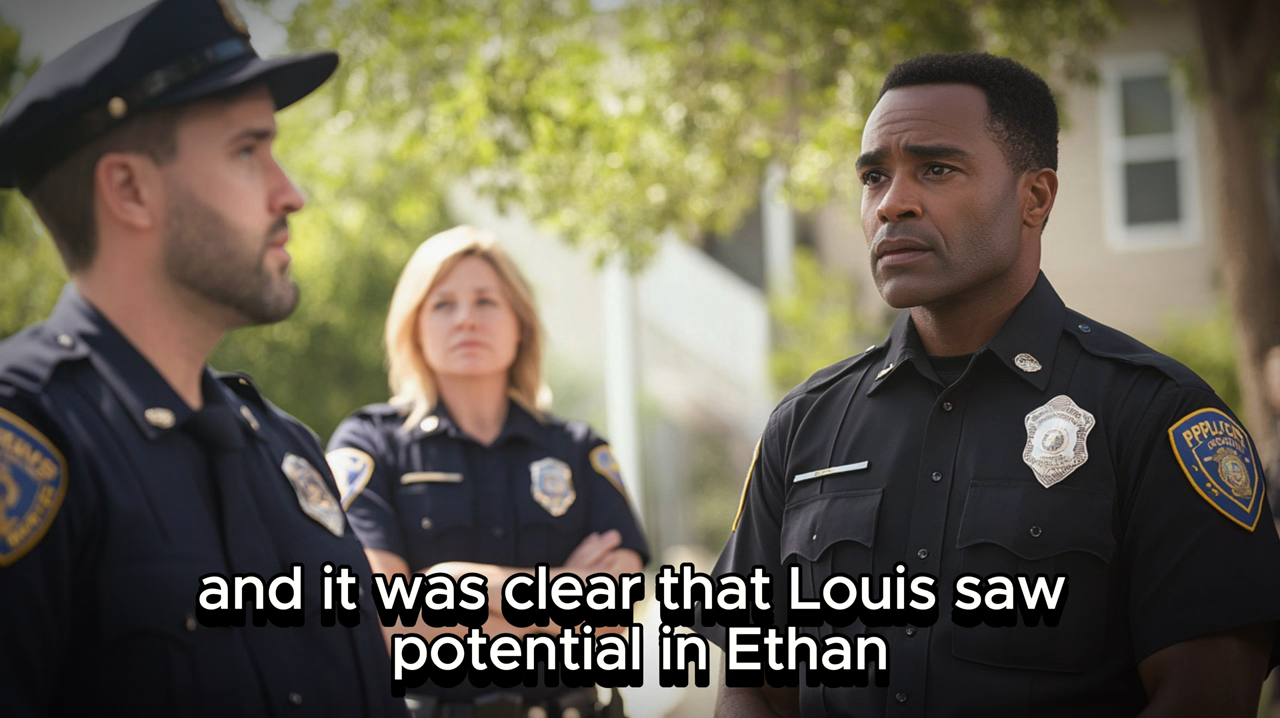 and it was clear that Louis saw
potential in Ethan